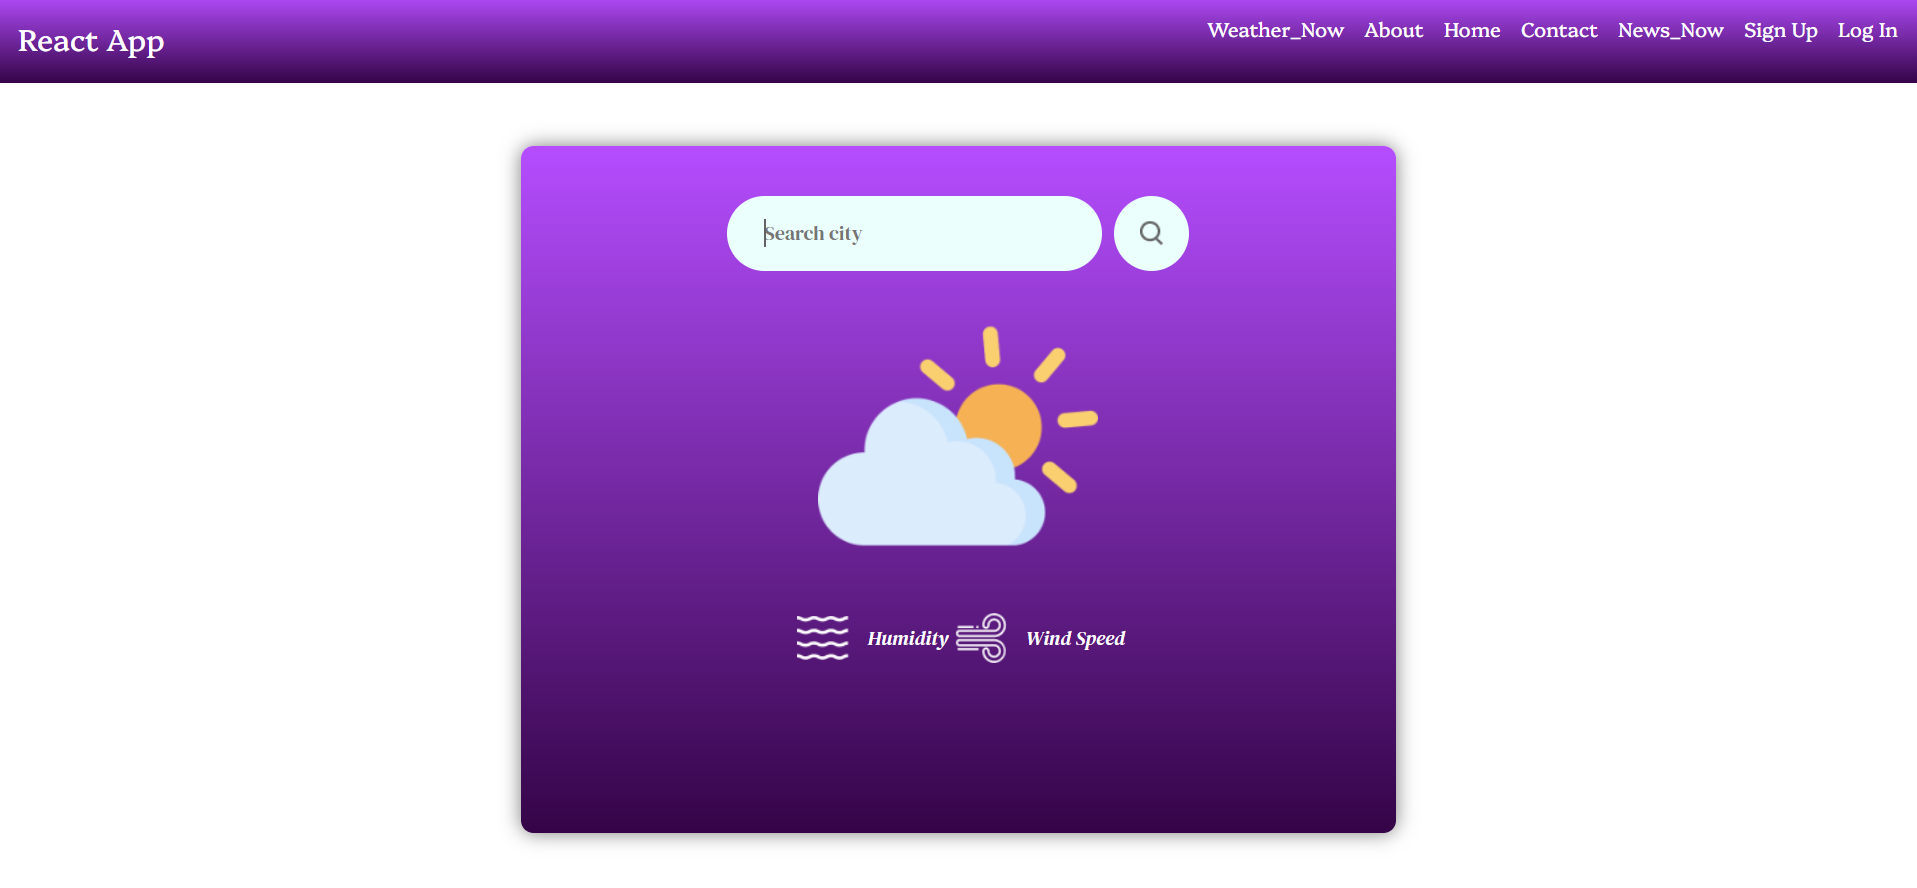 React App
Weather_Now About Home Contact News_Now Sign Up Log In
Search city
Humidity Wind Speed